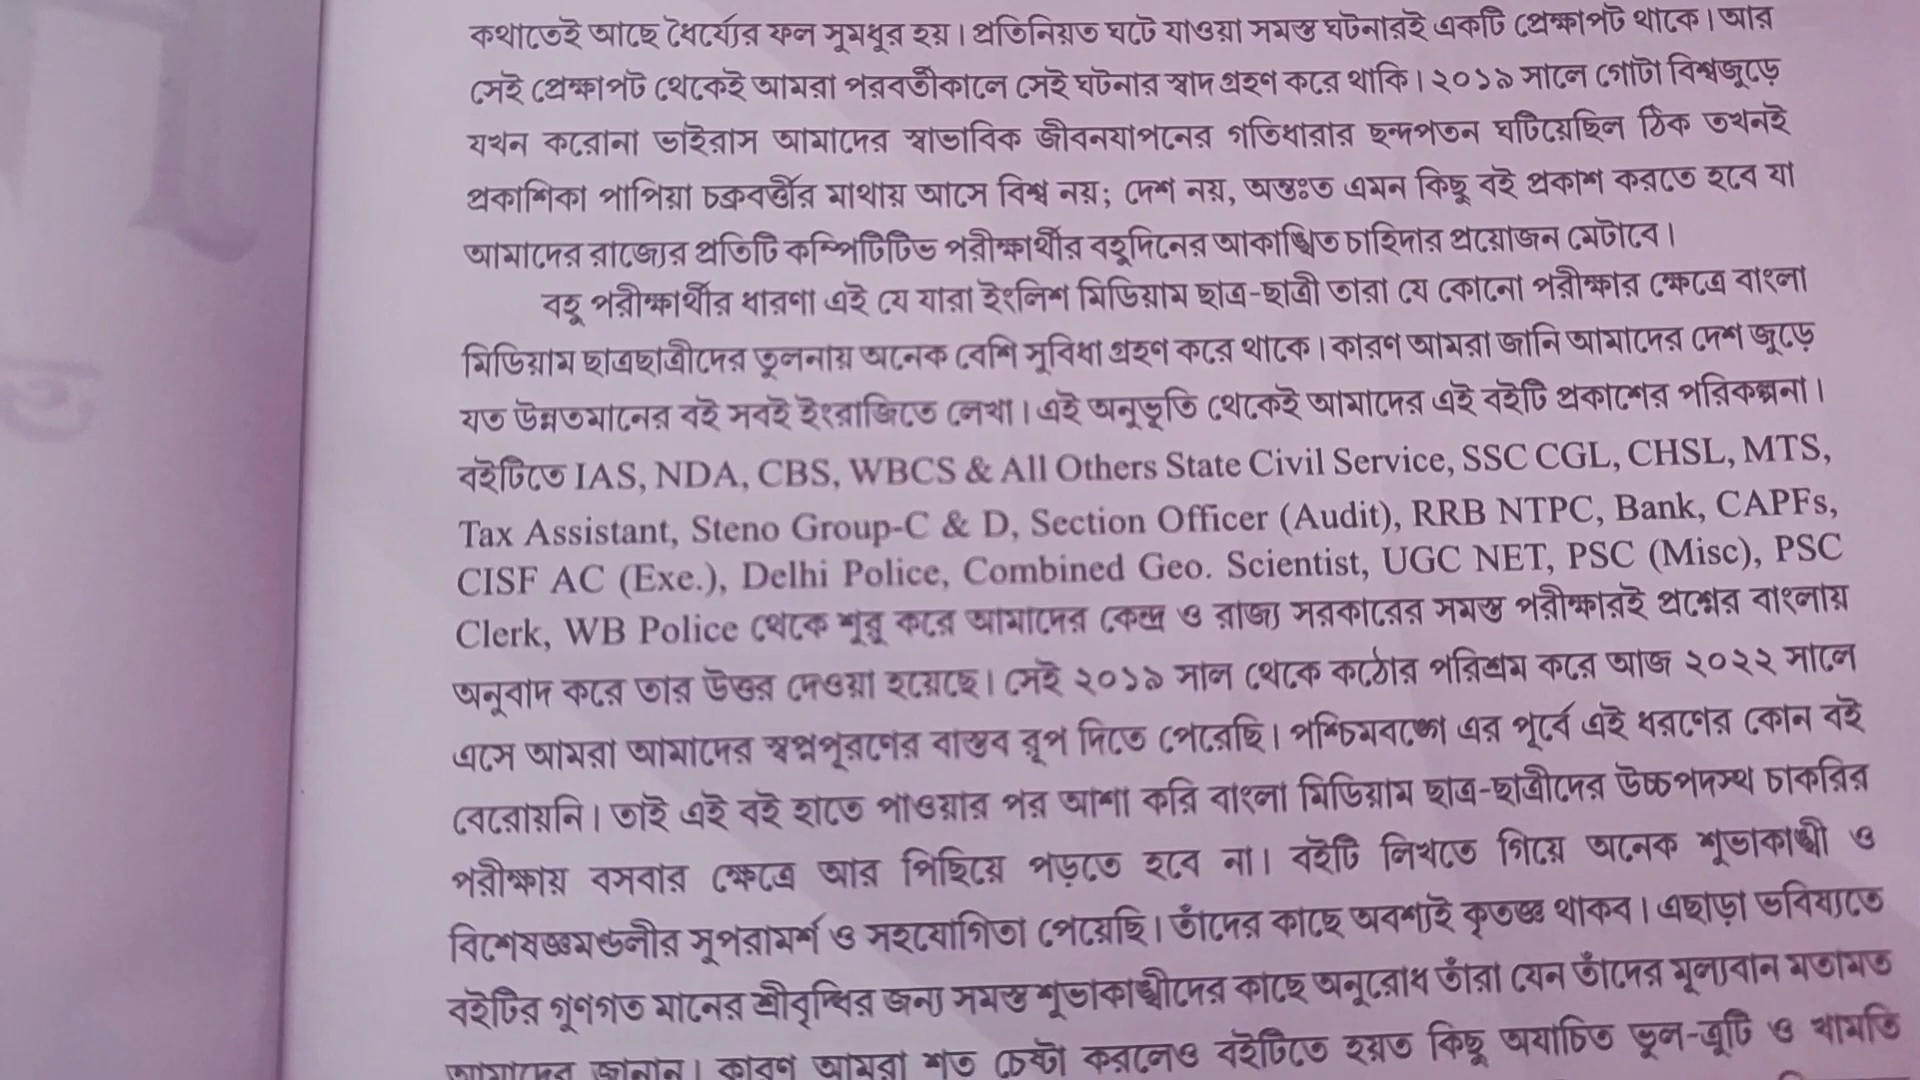 কথাতেই আছে ধৈর্য্যের ফল সুমধুর হয়। প্রতিনিয়ত ঘটে যাওয়া সমস্ত ঘটনারই একটি প্রেক্ষাপট থাকে। আর
সেই প্রেক্ষাপট থেকেই আমরা পরবর্তীকালে সেই ঘটনার স্বাদ গ্রহণ করে থাকি। ২০১৯ সালে গোটা বিশ্বজুড়ে
যখন করোনা ভাইরাস আমাদের স্বাভাবিক জীবনযাপনের গতিধারার ছন্দপতন ঘটিয়েছিল ঠিক তখনই
প্রকাশিকা পাপিয়া চক্রবর্ত্তীর মাথায় আসে বিশ্ব নয়; দেশ নয়, অন্তঃত এমন কিছু বই প্রকাশ করতে হবে যা
আমাদের রাজ্যের প্রতিটি কম্পিটিটিভ পরীক্ষার্থীর বহুদিনের আকাঙ্খিত চাহিদার প্রয়োজন মেটাবে।
বহু পরীক্ষার্থীর ধারণা এই যে যারা ইংলিশ মিডিয়াম ছাত্র-ছাত্রী তারা যে কোনো পরীক্ষার ক্ষেত্রে বাংলা
মিডিয়াম ছাত্রছাত্রীদের তুলনায় অনেক বেশি সুবিধা গ্রহণ করে থাকে। কারণ আমরা জানি আমাদের দেশ জুড়ে
যত উন্নতমানের বই সবই ইংরাজিতে লেখা। এই অনুভূতি থেকেই আমাদের এই বইটি প্রকাশের পরিকল্পনা।
বইটিতে IAS, NDA, CBS, WBCS & All Others State Civil Service, SSC CGL, CHSL, MTS,
Tax Assistant, Steno Group-C & D, Section Officer (Audit), RRB NTPC, Bank, CAPFs,
CISF AC (Exe.), Delhi Police, Combined Geo. Scientist, UGC NET, PSC (Misc), PSC
Clerk, WB Police থেকে শুরু করে আমাদের কেন্দ্র ও রাজ্য সরকারের সমস্ত পরীক্ষারই প্রশ্নের বাংলায়
অনুবাদ করে তার উত্তর দেওয়া হয়েছে। সেই ২০১৯ সাল থেকে কঠোর পরিশ্রম করে আজ ২০২২ সালে
এসে আমরা আমাদের স্বপ্নপূরণের বাস্তব রূপ দিতে পেরেছি। পশ্চিমবঙ্গে এর পূর্বে এই ধরণের কোন বই
বেরোয়নি। তাই এই বই হাতে পাওয়ার পর আশা করি বাংলা মিডিয়াম ছাত্র-ছাত্রীদের উচ্চপদস্থ চাকরির
পরীক্ষায় বসবার ক্ষেত্রে আর পিছিয়ে পড়তে হবে না। বইটি লিখতে গিয়ে অনেক শুভাকাঙ্খী ও
বিশেষজ্ঞমণ্ডলীর সুপরামর্শ ও সহযোগিতা পেয়েছি। তাঁদের কাছে অবশ্যই কৃতজ্ঞ থাকব। এছাড়া ভবিষ্যতে
বইটির গুণগত মানের শ্রীবৃদ্ধির জন্য সমস্ত শুভাকাঙ্খীদের কাছে অনুরোধ তাঁরা যেন তাঁদের মূল্যবান মতামত
আমাদের জানান। কারণ আমরা শত চেষ্টা করলেও বইটিতে হয়ত কিছু অযাচিত ভুল-ত্রুটি ও খামতি